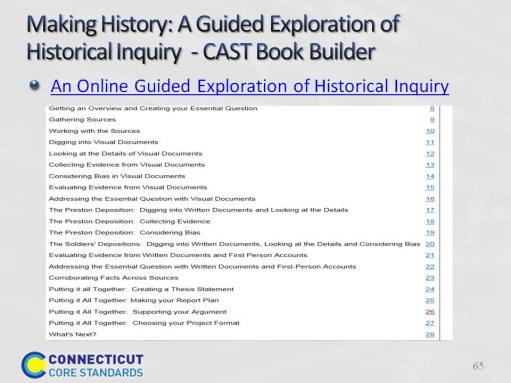 Making History: A Guided Exploration of
Historical Inquiry - CAST Book Builder
An Online Guided Exploration of Historical Inquiry
Getting an Overview and Creating your Essential Question 8
Gathering Sources 9
Working with the Sources 10
Digging into Visual Documents 11
Looking at the Details of Visual Documents 12
Collecting Evidence from Visual Documents 13
Considering Bias in Visual Documents 14
Evaluating Evidence from Visual Documents 15
Addressing the Essential Question with Visual Documents 16
The Preston Deposition: Digging into Written Documents and Looking at the Details 17
The Preston Deposition: Collecting Evidence 18
The Preston Deposition: Considering Bias 19
The Soldiers' Depositions: Digging into Written Documents, Looking at the Details and Considering Bias 20
Evaluating Evidence from Written Documents and First Person Accounts 21
Addressing the Essential Question with Written Documents and First-Person Accounts 22
Corroborating Facts Across Sources 23
Putting it all Together: Creating a Thesis Statement 24
Putting it All Together: Making your Report Plan 25
Putting it All Together: Supporting your Argument 26
Putting it All Together: Choosing your Project Format 27
What's Next? 28
CONNECTICUT
CORE STANDARDS
65